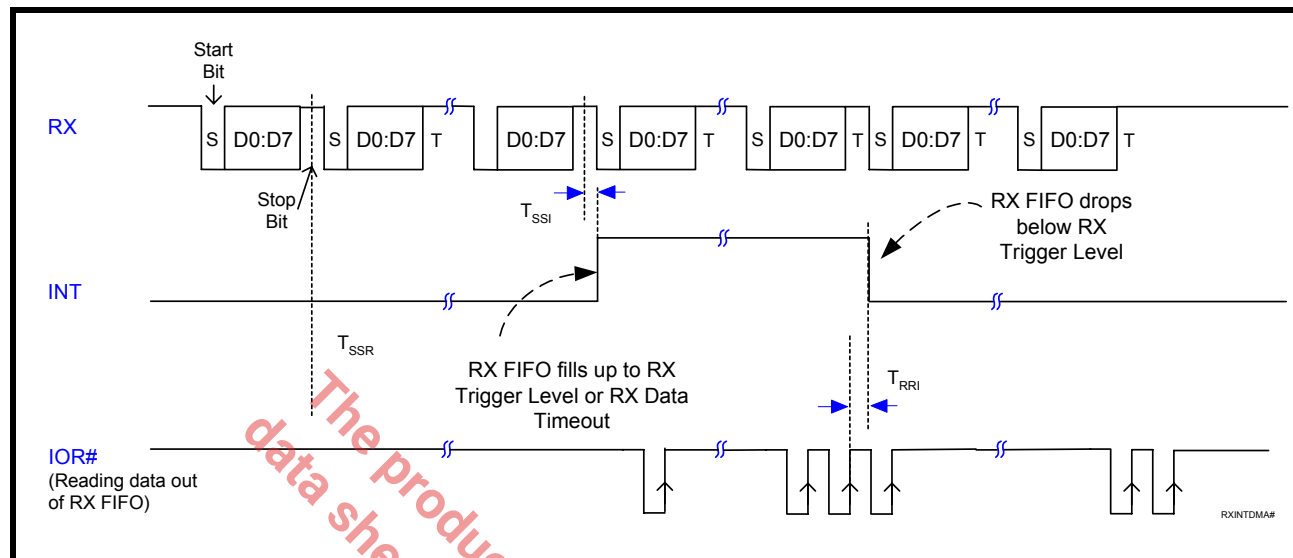 Start
Bit
RX
S D0:D7 S D0:D7 T D0:D7 S D0:D7 T D0:D7 T S D0:D7 T S D0:D7 T
Stop
Bit
TSSI
RX FIFO drops
below RX
Trigger Level
INT
TSSR
RX FIFO fills up to RX
Trigger Level or RX Data
Timeout
TRRI
IOR#
(Reading data out
of RX FIFO)
RXINTDMA#
The produc
data she